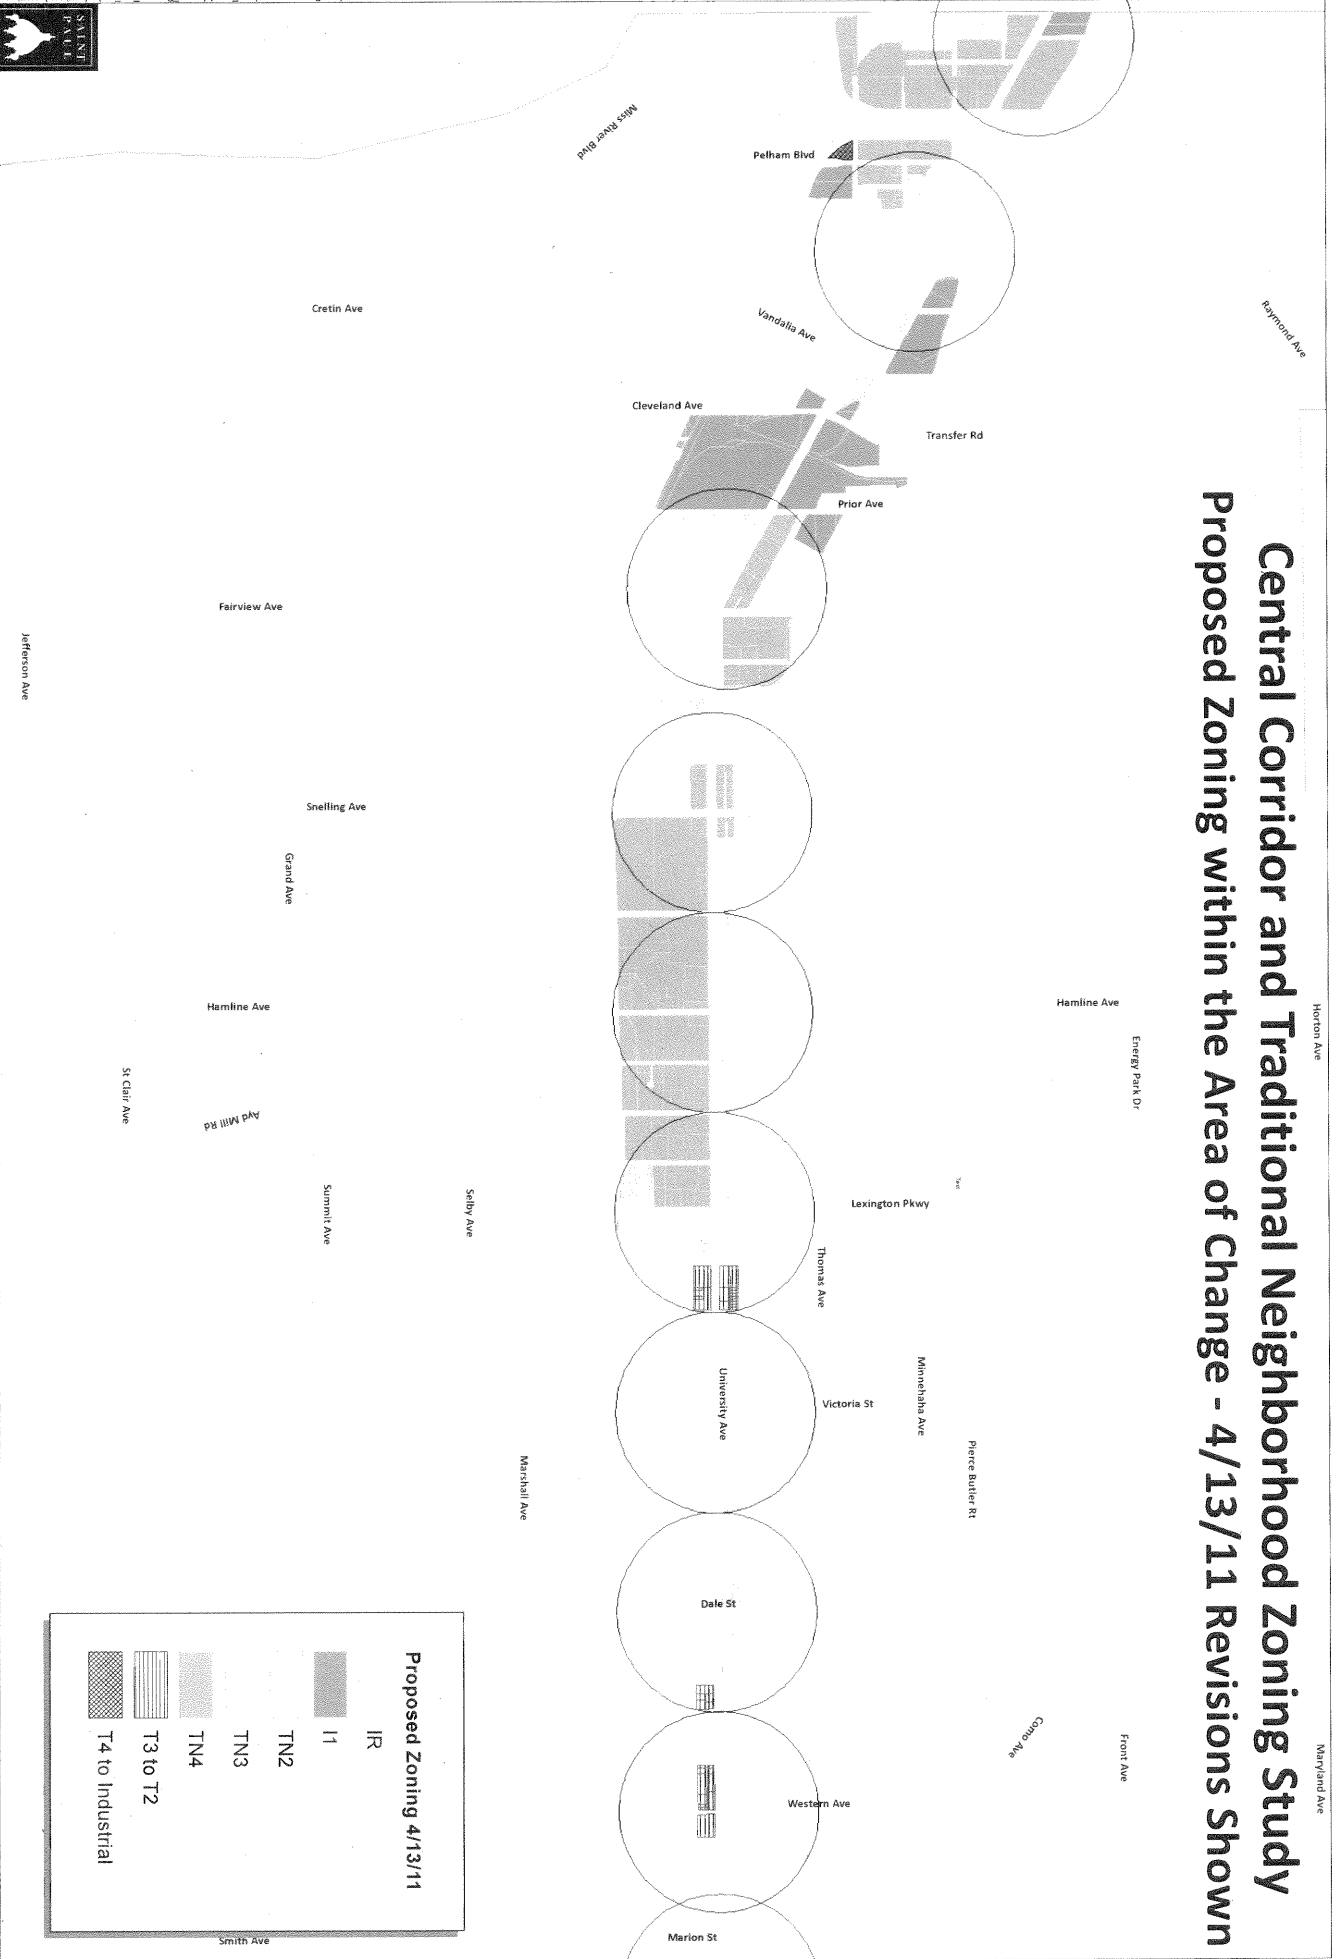 Central Corridor and Traditional Neighborhood Zoning Study
Proposed Zoning within the Area of Change - 4/13/11 Revisions Shown
Horton Ave
Maryland Ave
Raymond Ave
Energy Park Dr
Front Ave
Hamline Ave
Como Ave
Transfer Rd
Pierce Butler Rt
Minnehaha Ave
Lexington Pkwy
Prior Ave
Thomas Ave
Victoria St
Western Ave
Pelham Blvd
Vandalia Ave
University Ave
Dale St
Marion St
Cleveland Ave
Miss River Blvd
Marshall Ave
Selby Ave
Cretin Ave
Snelling Ave
Summit Ave
Grand Ave
Fairview Ave
Hamline Ave
Ayd Mill Rd
St Clair Ave
Jefferson Ave
Smith Ave
Proposed Zoning 4/13/11
IR
I1
TN2
TN3
TN4
T3 to T2
T4 to Industrial
SAINT
PAUL